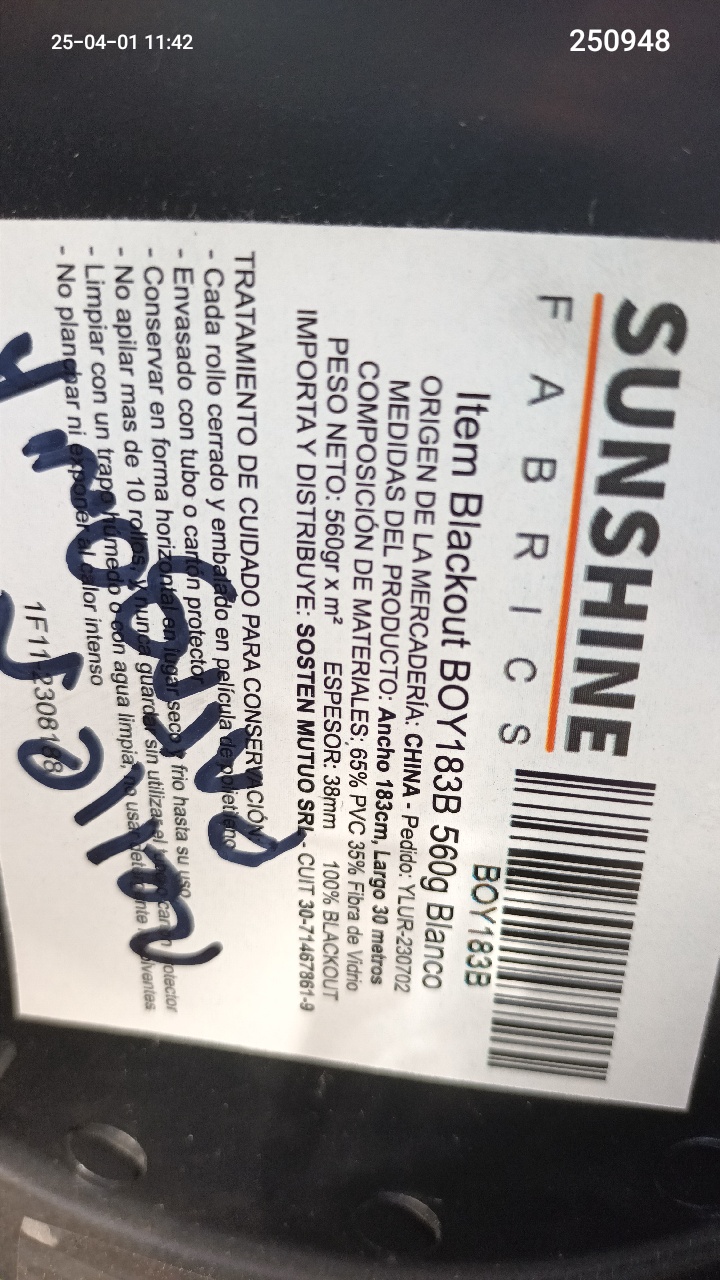 25-04-01 11:42
250948
SUNSHINE
FABRICS
BOY183B
Item Blackout BOY183B 560g Blanco
ORIGEN DE LA MERCADERÍA: CHINA - Pedido: YLUR-230702
MEDIDAS DEL PRODUCTO: Ancho 183cm, Largo 30 metros
COMPOSICIÓN DE MATERIALES: 65% PVC 35% Fibra de Vidrio
PESO NETO: 560gr x m² ESPESOR: 38mm 100% BLACKOUT
IMPORTA Y DISTRIBUYE: SOSTEN MUTUO SRL - CUIT 30-71467861-9
TRATAMIENTO DE CUIDADO PARA CONSERVACIÓN
- Cada rollo cerrado y embalado en película de polietileno
- Envasado con tubo o cartón protector
- Conservar en forma horizontal en lugar seco y frio hasta su uso
- No apilar mas de 10 rollos, y nunca guardar sin utilizar el cartón protector
- Limpiar con un trapo húmedo o con agua limpia, no usar detergente solventes
- No planchar ni exponer al calor intenso
1F11-2308188